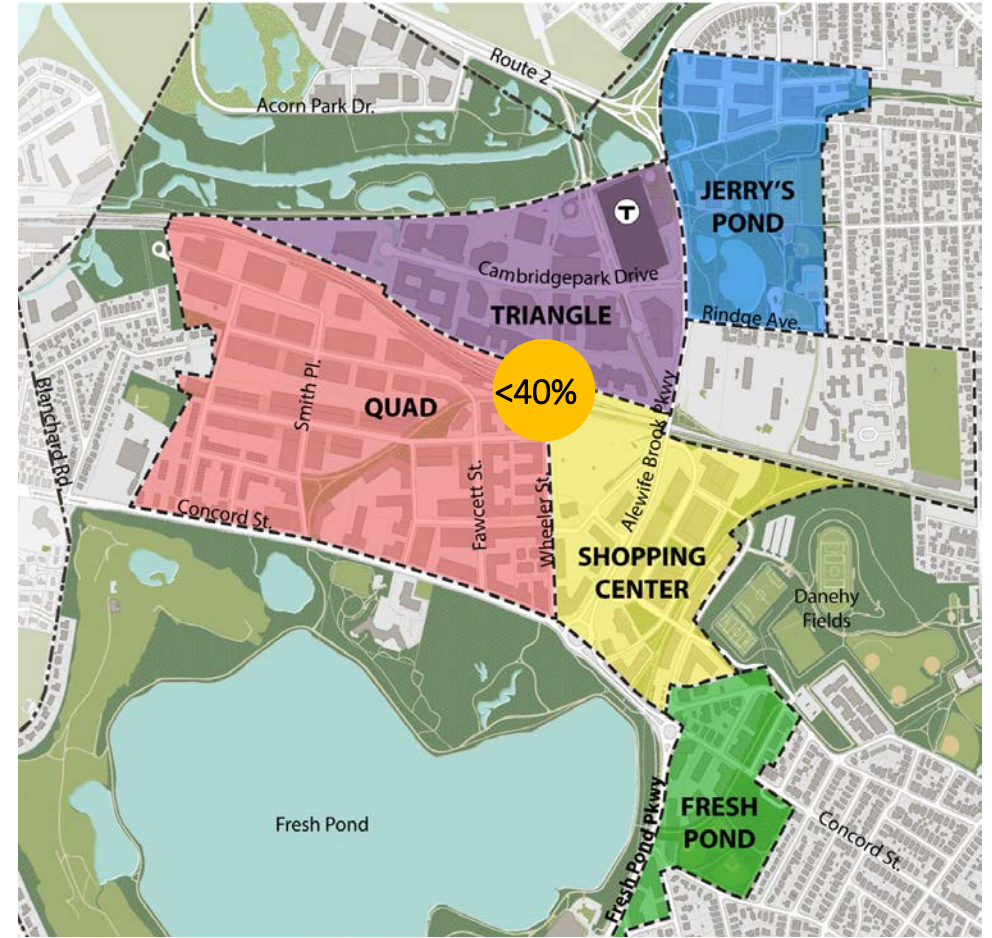 Route 2
Acorn Park Dr.
T
JERRY'S
POND
Cambridgepark Drive
TRIANGLE
Rindge Ave.
<40%
QUAD
Smith Pl.
Blanchard Rd
Alewife Brook Pkwy
Fawcett St.
Wheeler St.
Concord St.
SHOPPING
CENTER
Danehy
Fields
Fresh Pond
Fresh Pond Pkwy
FRESH
POND
Concord St.